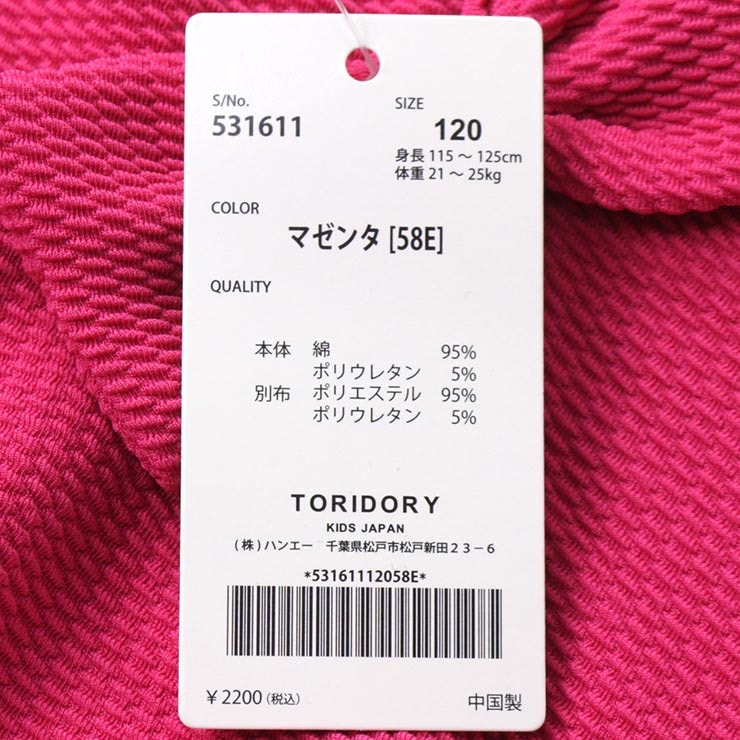 S/No.
531611
SIZE
120
身長 115 ～ 125cm
体重 21 ～ 25kg
COLOR
マゼンタ [58E]
QUALITY
本体 綿 95%
ポリウレタン 5%
別布 ポリエステル 95%
ポリウレタン 5%
TORIDORY
KIDS JAPAN
(株)ハンエー 千葉県松戸市松戸新田２３－６
*53161112058E*
￥2200（税込） 中国製